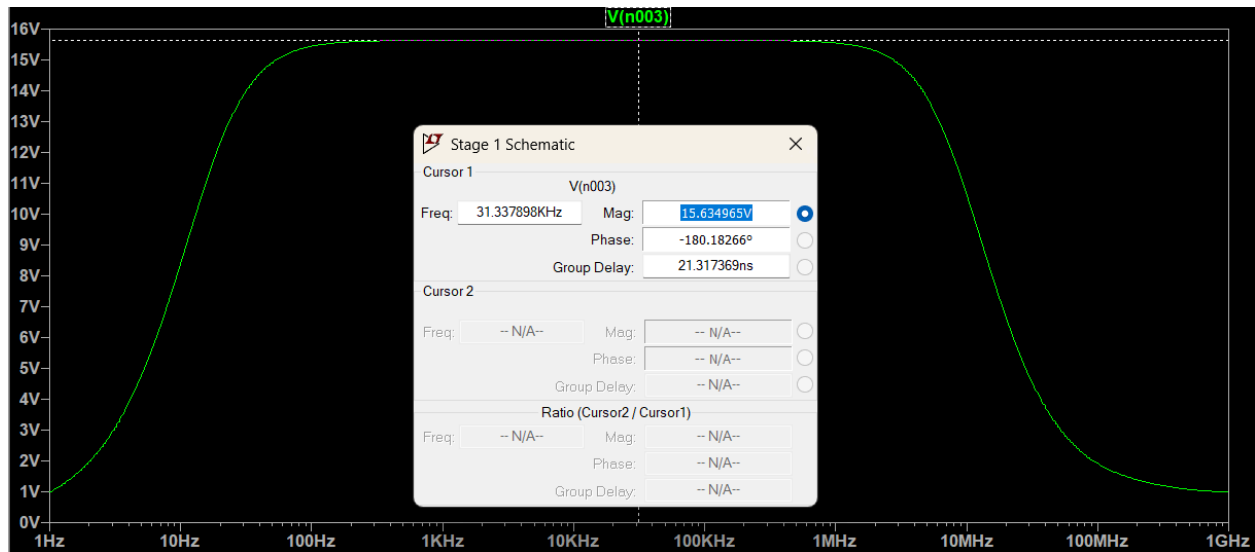 V(n003)
16V
15V
14V
13V
12V
11V
10V
9V
8V
7V
6V
5V
4V
3V
2V
1V
0V
Stage 1 Schematic
Cursor 1
V(n003)
Freq: 31.337898KHz Mag: 15.634965V
Phase: -180.18266º
Group Delay: 21.317369ns
Cursor 2
Freq: -- N/A-- Mag: -- N/A--
Phase: -- N/A--
Group Delay: -- N/A--
Ratio (Cursor2 / Cursor1)
Freq: -- N/A-- Mag: -- N/A--
Phase: -- N/A--
Group Delay: -- N/A--
1Hz 10Hz 100Hz 1KHz 10KHz 100KHz 1MHz 10MHz 100MHz 1GHz